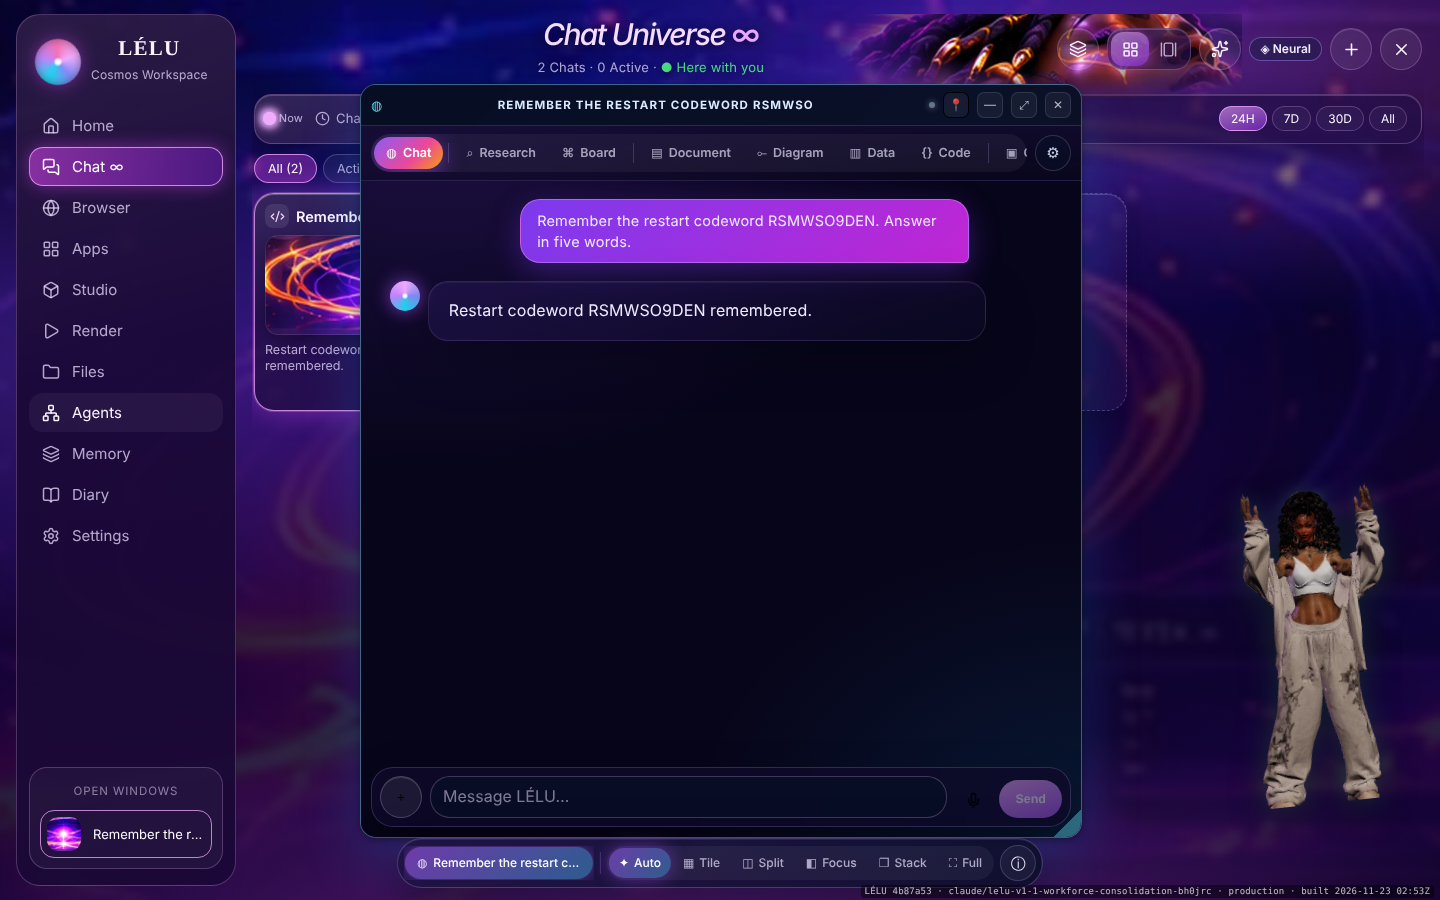 LÉLU
Cosmos Workspace
Home
Chat ∞
Browser
Apps
Studio
Render
Files
Agents
Memory
Diary
Settings
OPEN WINDOWS
Remember the r...
Chat Universe ∞
2 Chats · 0 Active · Here with you
Neural
Now
24H
7D
30D
All
All (2)
REMEMBER THE RESTART CODEWORD RSMWSO
Chat
Research
Board
Document
Diagram
Data
{} Code
Remember the restart codeword RSMWSO9DEN. Answer
in five words.
Restart codeword RSMWSO9DEN remembered.
remembered.
Message LÉLU...
Send
Remember the restart c...
Auto
Tile
Split
Focus
Stack
Full
LÉLU 4b87a53 · claude/lelu-v1-1-workforce-consolidation-bh0jrc · production · built 2026-11-23 02:53Z